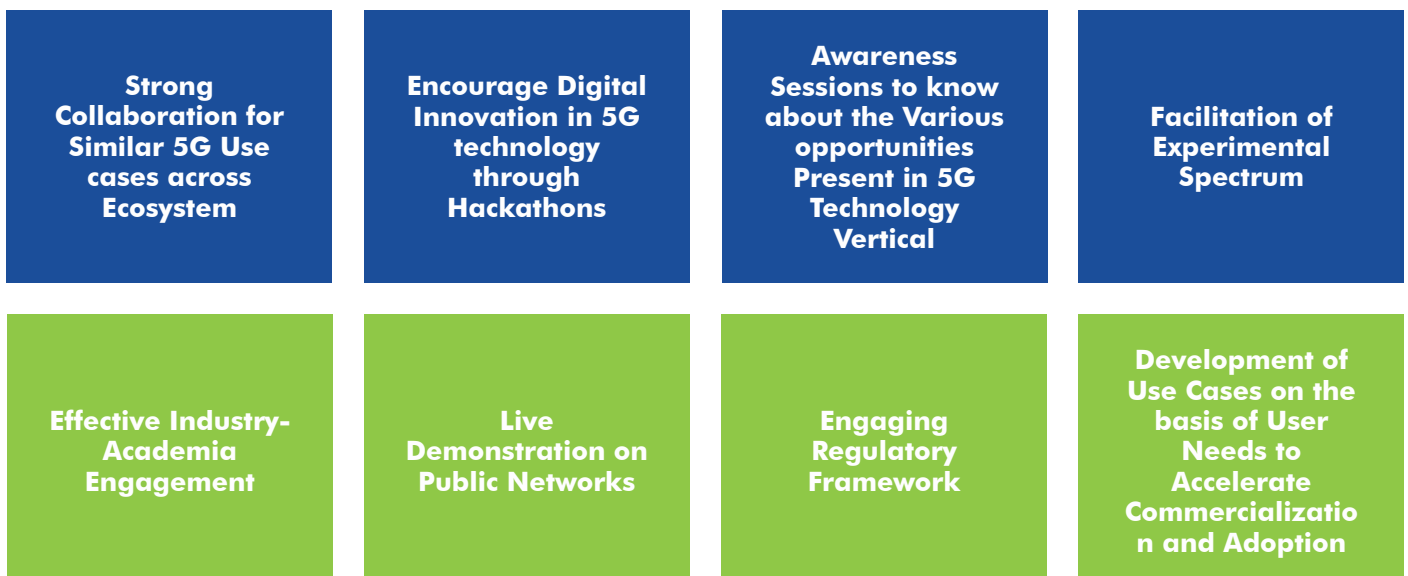 Strong
Collaboration for
Similar 5G Use
cases across
Ecosystem
Encourage Digital
Innovation in 5G
technology
through
Hackathons
Awareness
Sessions to know
about the Various
opportunities
Present in 5G
Technology
Vertical
Facilitation of
Experimental
Spectrum
Effective Industry-
Academia
Engagement
Live
Demonstration on
Public Networks
Engaging
Regulatory
Framework
Development of
Use Cases on the
basis of User
Needs to
Accelerate
Commercializatio
n and Adoption